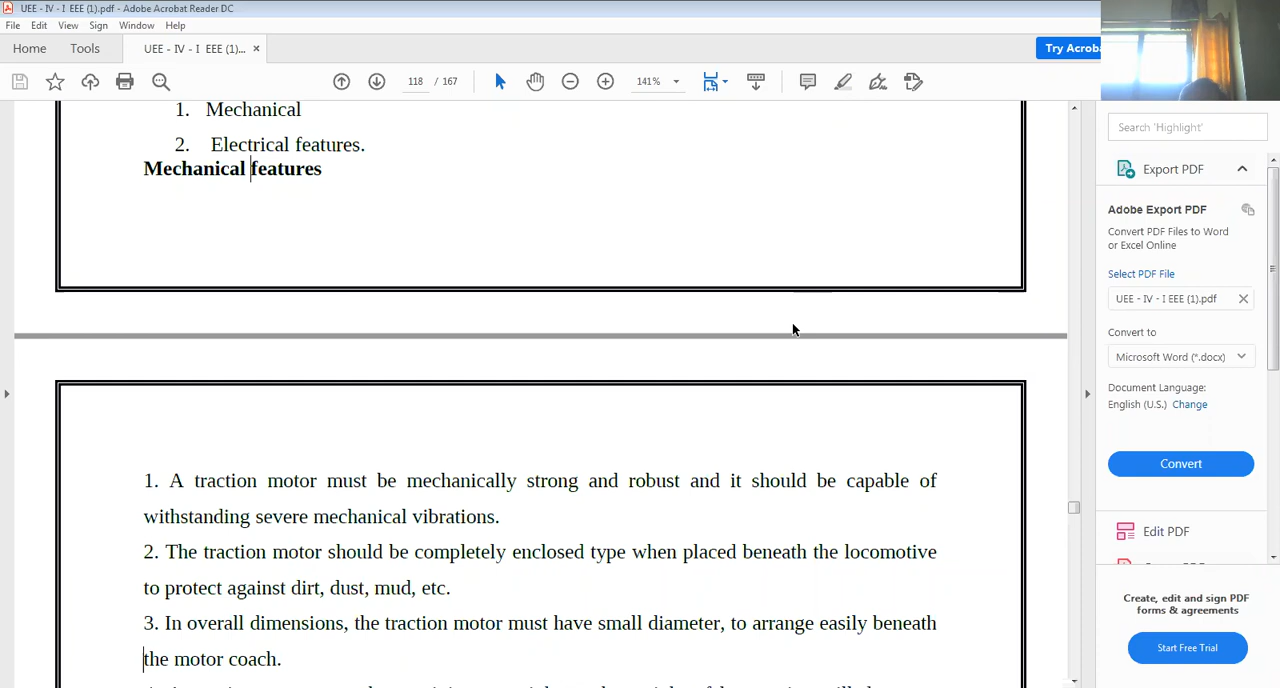 UEE - IV - I EEE (1).pdf - Adobe Acrobat Reader DC
File Edit View Sign Window Help
Home Tools UEE - IV - I EEE (1)... ×
Try Acroba
118 / 167 141%
1. Mechanical
2. Electrical features.
Mechanical features
1. A traction motor must be mechanically strong and robust and it should be capable of
withstanding severe mechanical vibrations.
2. The traction motor should be completely enclosed type when placed beneath the locomotive
to protect against dirt, dust, mud, etc.
3. In overall dimensions, the traction motor must have small diameter, to arrange easily beneath
the motor coach.
Search 'Highlight'
Export PDF
Adobe Export PDF
Convert PDF Files to Word
or Excel Online
Select PDF File
UEE - IV - I EEE (1).pdf
Convert to
Microsoft Word (*.docx)
Document Language:
English (U.S.) Change
Convert
Edit PDF
Create, edit and sign PDF
forms & agreements
Start Free Trial